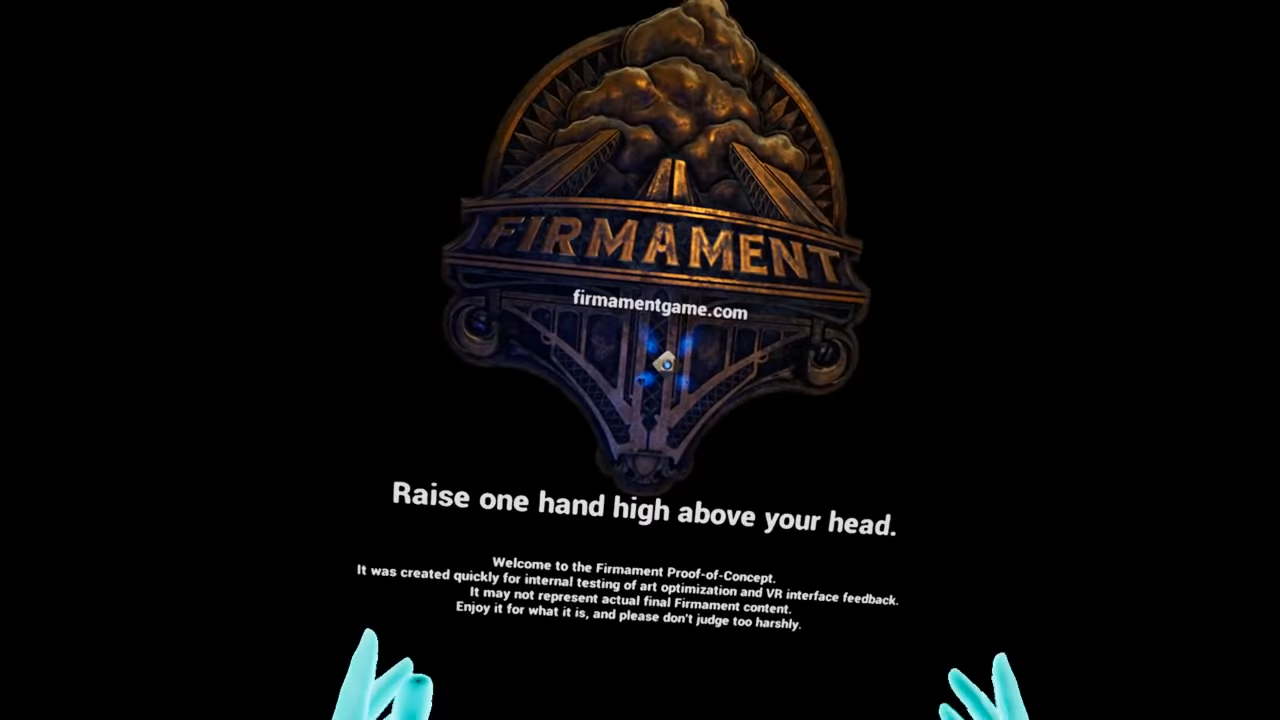 FIRMAMENT
firmamentgame.com
Raise one hand high above your head.
Welcome to the Firmament Proof-of-Concept.
It was created quickly for internal testing of art optimization and VR interface feedback.
It may not represent actual final Firmament content.
Enjoy it for what it is, and please don't judge too harshly.